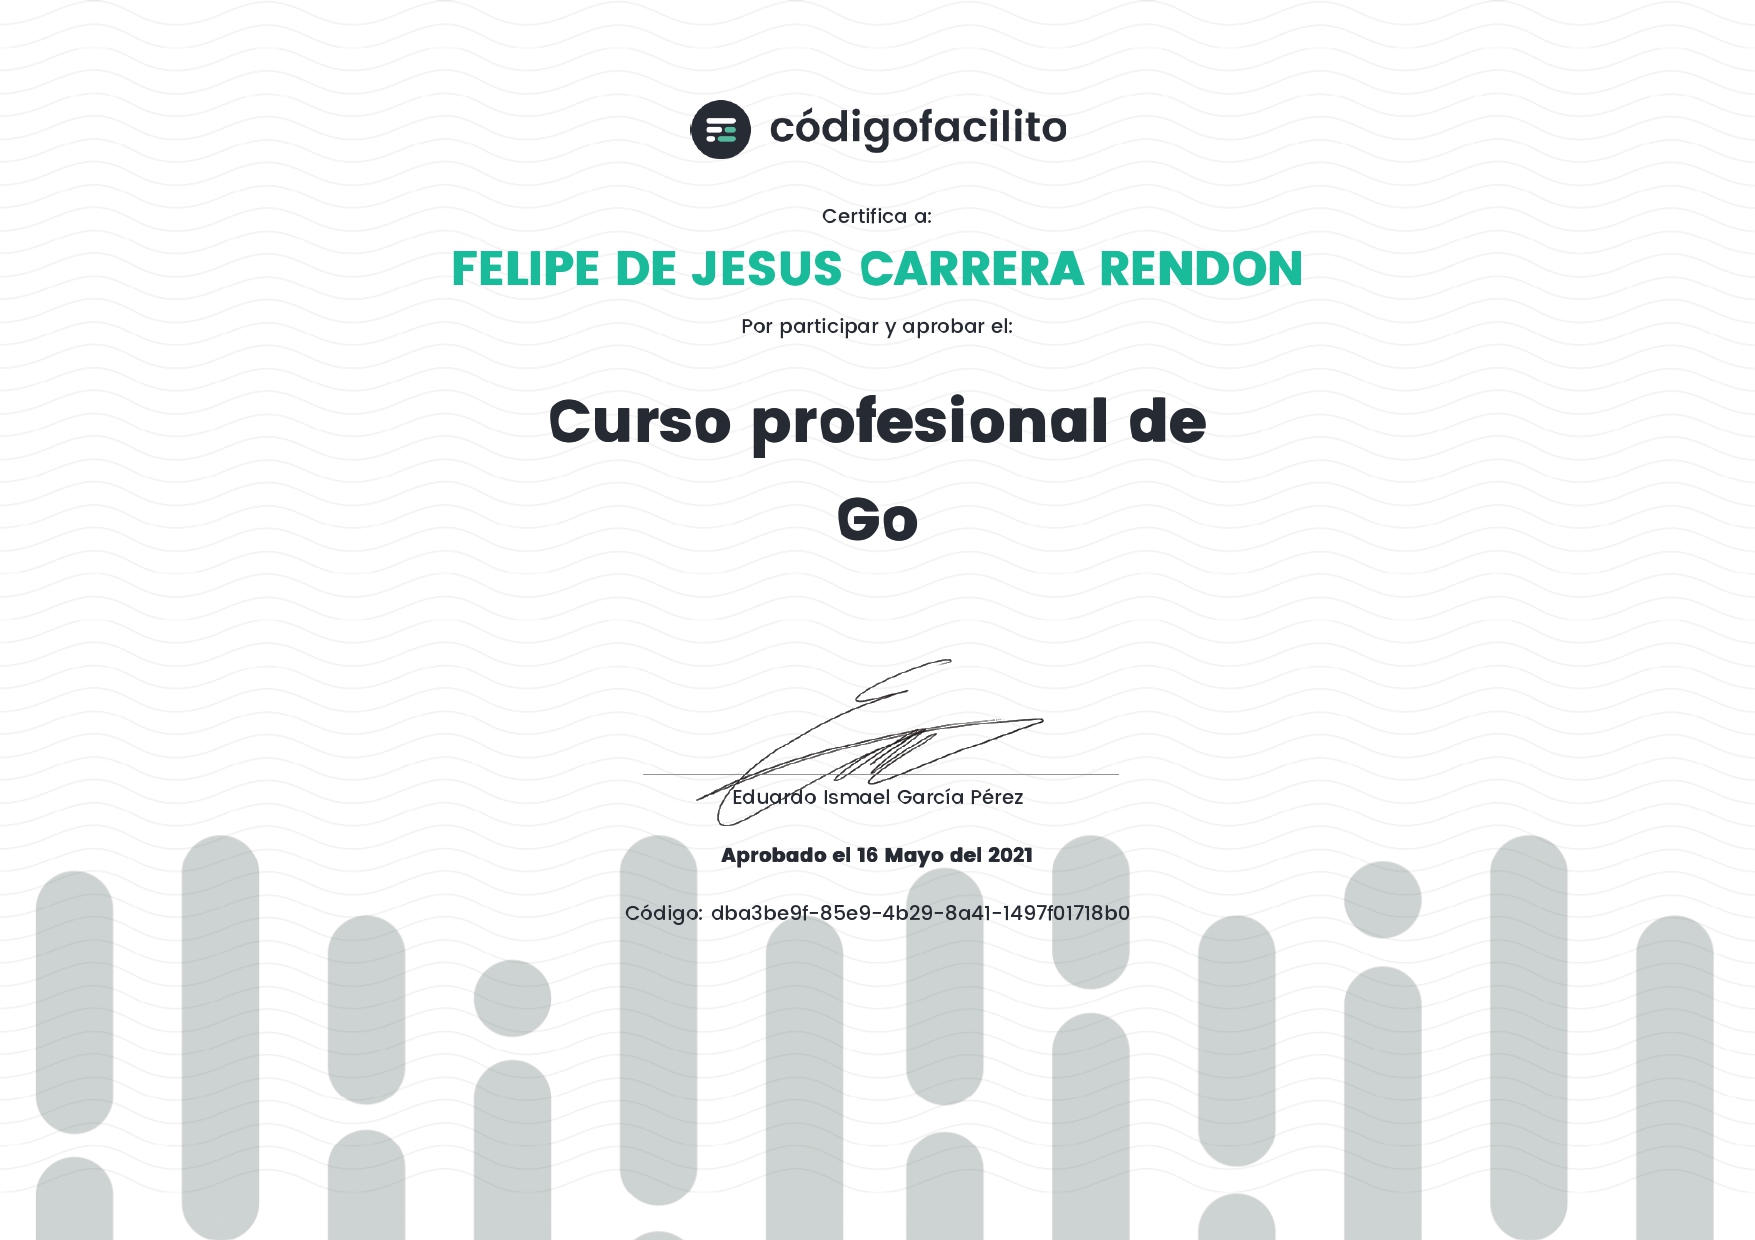 códigofacilito
Certifica a:
FELIPE DE JESUS CARRERA RENDON
Por participar y aprobar el:
Curso profesional de
Go
Eduardo Ismael García Pérez
Aprobado el 16 Mayo del 2021
Código: dba3be9f-85e9-4b29-8a41-1497f01718b0